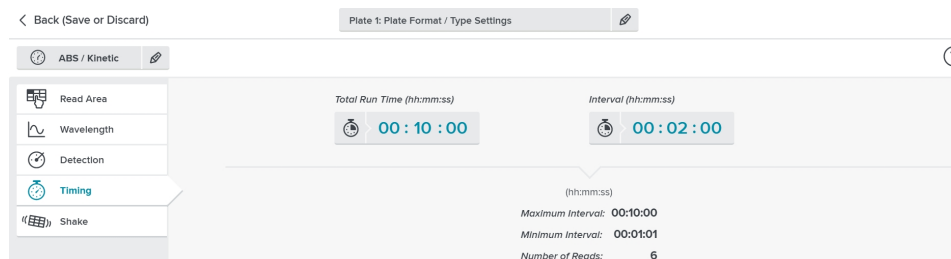 Back (Save or Discard)
Plate 1: Plate Format / Type Settings
ABS / Kinetic
Read Area
Wavelength
Detection
Timing
Shake
Total Run Time (hh:mm:ss)
00 : 10 : 00
Interval (hh:mm:ss)
00 : 02 : 00
(hh:mm:ss)
Maximum Interval: 00:10:00
Minimum Interval: 00:01:01
Number of Reads: 6